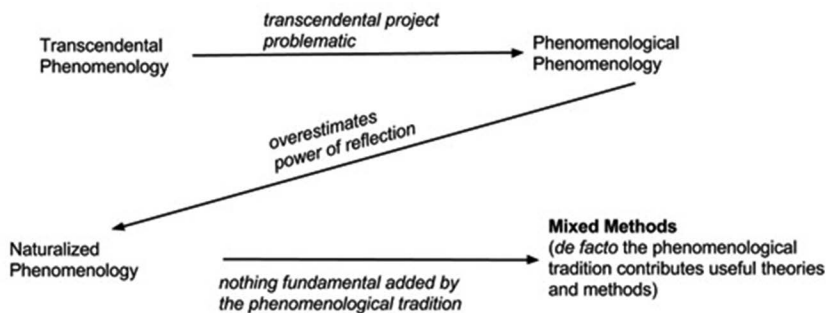 transcendental project
problematic
Transcendental
Phenomenology
Phenomenological
Phenomenology
overestimates
power of reflection
Naturalized
Phenomenology
nothing fundamental added by
the phenomenological tradition
Mixed Methods
(de facto the phenomenological
tradition contributes useful theories
and methods)